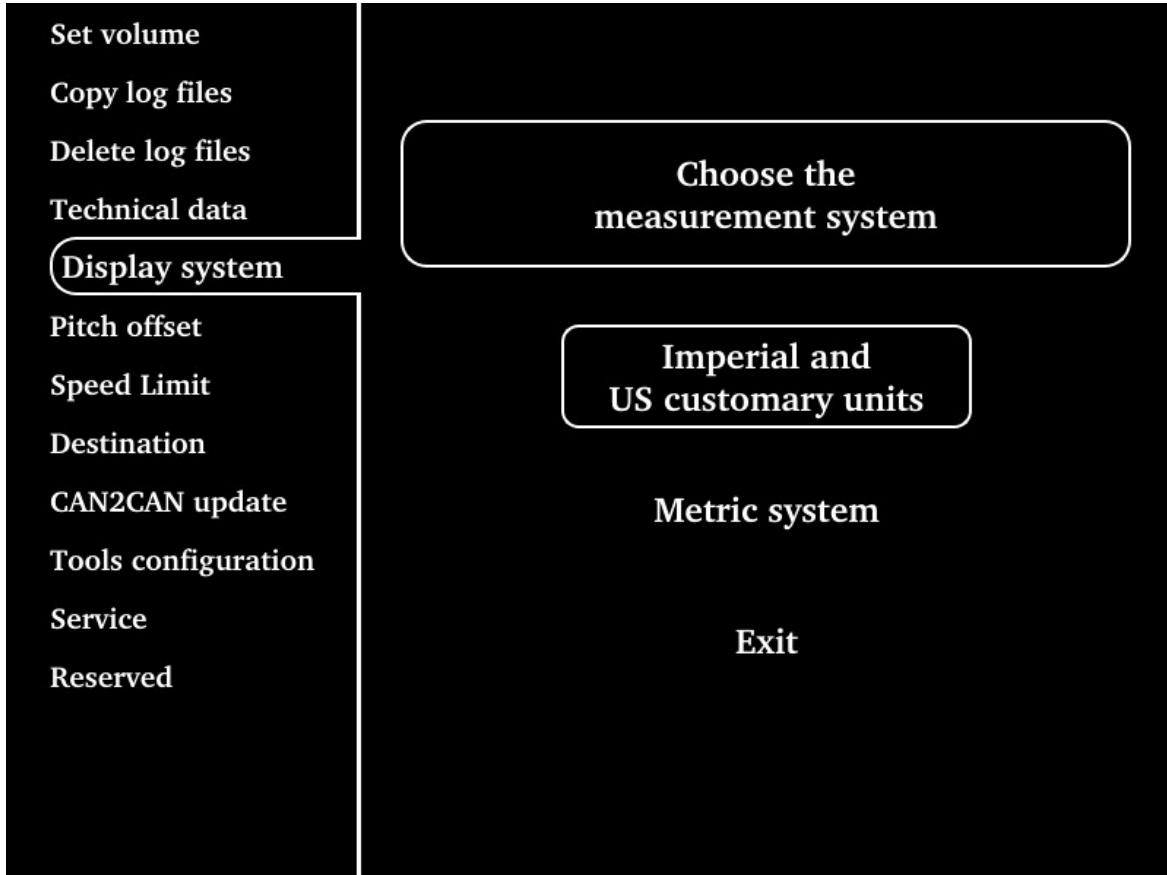 Set volume
Copy log files
Delete log files
Technical data
Display system
Pitch offset
Speed Limit
Destination
CAN2CAN update
Tools configuration
Service
Reserved
Choose the
measurement system
Imperial and
US customary units
Metric system
Exit